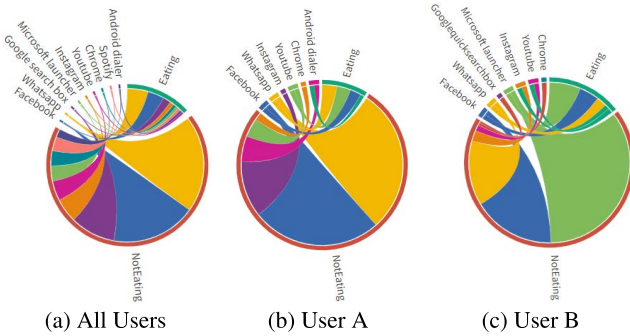 Android dialer
Spotify
Chrome
Youtube
Instagram
Microsoft launcher
Google search box
Whatsapp
Facebook
Eating
NotEating
Android dialer
Chrome
Youtube
Instagram
Whatsapp
Facebook
Eating
NotEating
Chrome
Youtube
Instagram
Microsoft launcher
Googlequicksearchbox
Whatsapp
Facebook
Eating
NotEating
(a) All Users
(b) User A
(c) User B